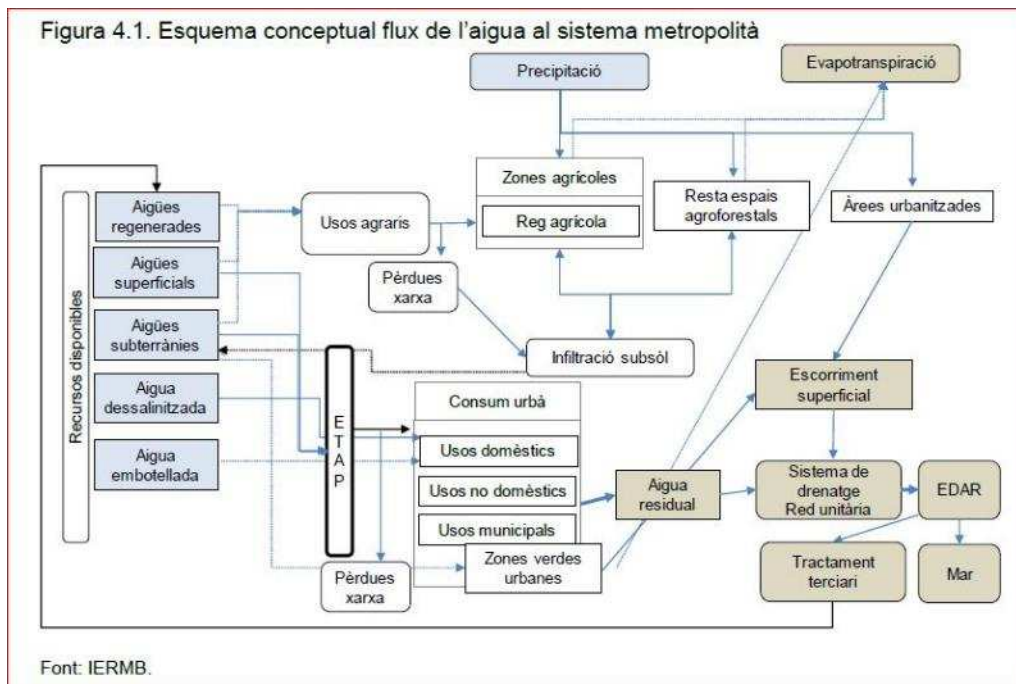 Figura 4.1. Esquema conceptual flux de l'aigua al sistema metropolità
Precipitació
Evapotranspiració
Zones agrícoles
Reg agrícola
Resta espais
agroforestals
Àrees urbanitzades
Recursos disponibles
Aigües
regenerades
Aigües
superficials
Aigües
subterrànies
Aigua
dessalinitzada
Aigua
embotellada
Usos agraris
Pèrdues
xarxa
Infiltració subsòl
E
T
A
P
Consum urbà
Usos domèstics
Usos no domèstics
Usos municipals
Zones verdes
urbanes
Pèrdues
xarxa
Aigua
residual
Escorriment
superficial
Sistema de
drenatge
Red unitària
EDAR
Tractament
terciari
Mar
Font: IERMB.